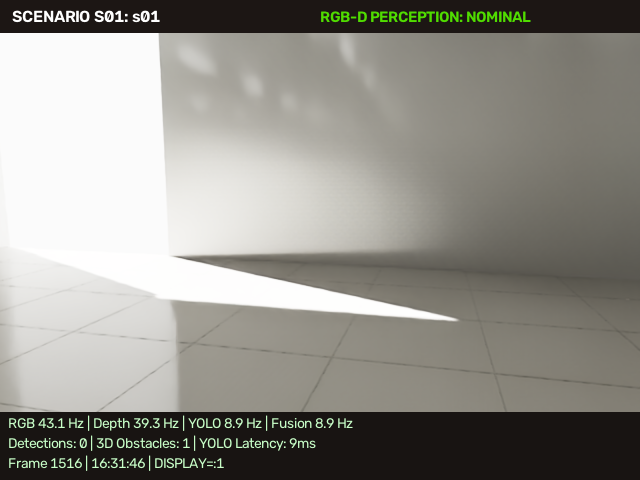 SCENARIO S01: s01
RGB-D PERCEPTION: NOMINAL
RGB 43.1 Hz | Depth 39.3 Hz | YOLO 8.9 Hz | Fusion 8.9 Hz
Detections: 0 | 3D Obstacles: 1 | YOLO Latency: 9ms
Frame 1516 | 16:31:46 | DISPLAY=:1